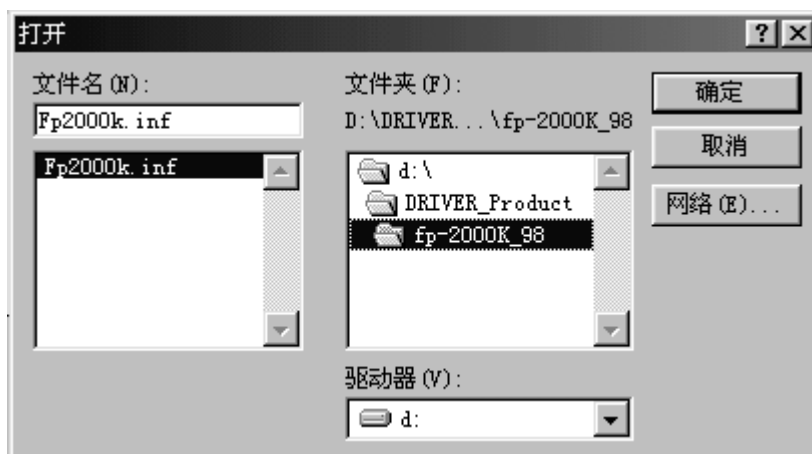 打开
文件名(N):
Fp2000k.inf
Fp2000k.inf
文件夹(F):
D:\DRIVER...\fp-2000K_98
d:\
DRIVER_Product
fp-2000K_98
驱动器(V):
d:
确定
取消
网络(E)...